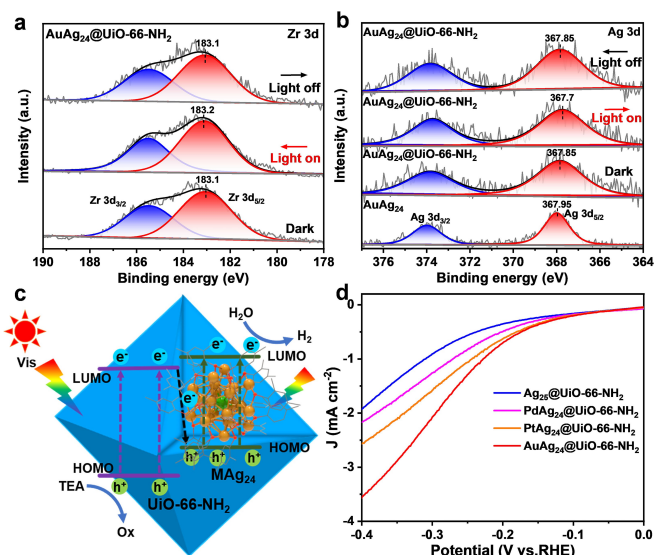 a
AuAg24@UiO-66-NH2
Zr 3d
183.1
Light off
183.2
Light on
183.1
Zr 3d3/2
Zr 3d5/2
Dark
Intensity (a.u.)
190 188 186 184 182 180 178
Binding energy (eV)
b
AuAg24@UiO-66-NH2
Ag 3d
367.85
Light off
AuAg24@UiO-66-NH2
367.7
Light on
AuAg24@UiO-66-NH2
367.85
Dark
AuAg24
367.95
Ag 3d3/2
Ag 3d5/2
Intensity (a.u.)
376 374 372 370 368 366 364
Binding energy (eV)
c
Vis
H2O
H2
e-
e-
e-
e-
LUMO
LUMO
e-
HOMO
HOMO
h+
h+
h+
MAg24
h+
h+
TEA
UiO-66-NH2
Ox
d
0
-1
-2
-3
-4
J (mA cm-2)
Ag25@UiO-66-NH2
PdAg24@UiO-66-NH2
PtAg24@UiO-66-NH2
AuAg24@UiO-66-NH2
-0.4 -0.3 -0.2 -0.1 0.0
Potential (V vs.RHE)